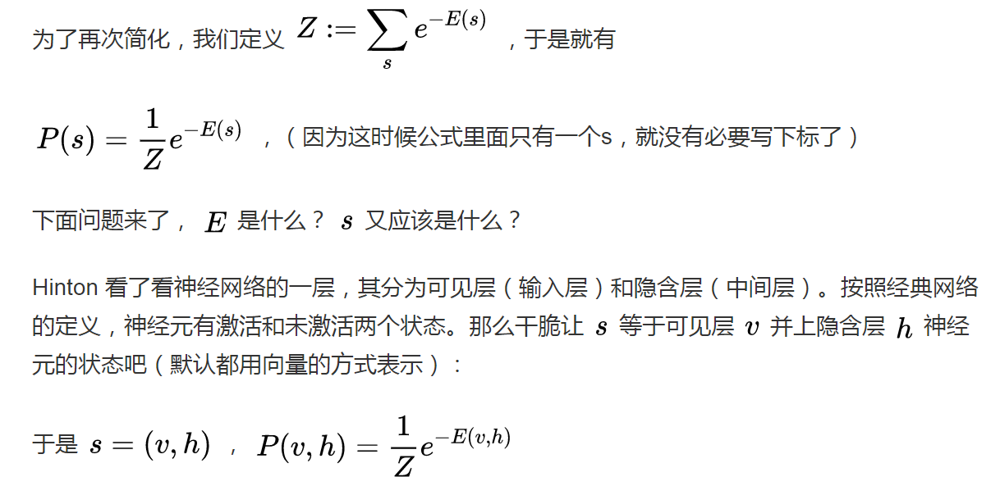 为了再次简化，我们定义 $Z := \sum_{s} e^{-E(s)}$ ，于是就有
$P(s) = \frac{1}{Z} e^{-E(s)}$ ，（因为这时候公式里面只有一个s，就没有必要写下标了）
下面问题来了， $E$ 是什么？ $s$ 又应该是什么？
Hinton 看了看神经网络的一层，其分为可见层（输入层）和隐含层（中间层）。按照经典网络
的定义，神经元有激活和未激活两个状态。那么干脆让 $s$ 等于可见层 $v$ 并上隐含层 $h$ 神经
元的状态吧（默认都用向量的方式表示）：
于是 $s = (v, h)$ ， $P(v, h) = \frac{1}{Z} e^{-E(v,h)}$